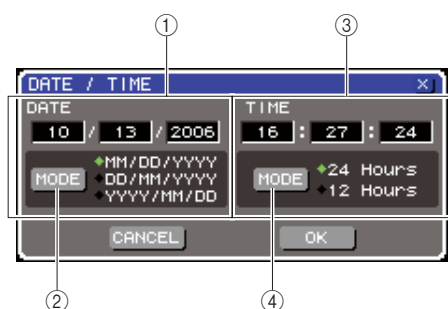 ① ③
DATE / TIME X
DATE TIME
10 / 13 / 2006 16 : 27 : 24
MODE MM/DD/YYYY MODE 24 Hours
DD/MM/YYYY 12 Hours
YYYY/MM/DD
CANCEL OK
② ④